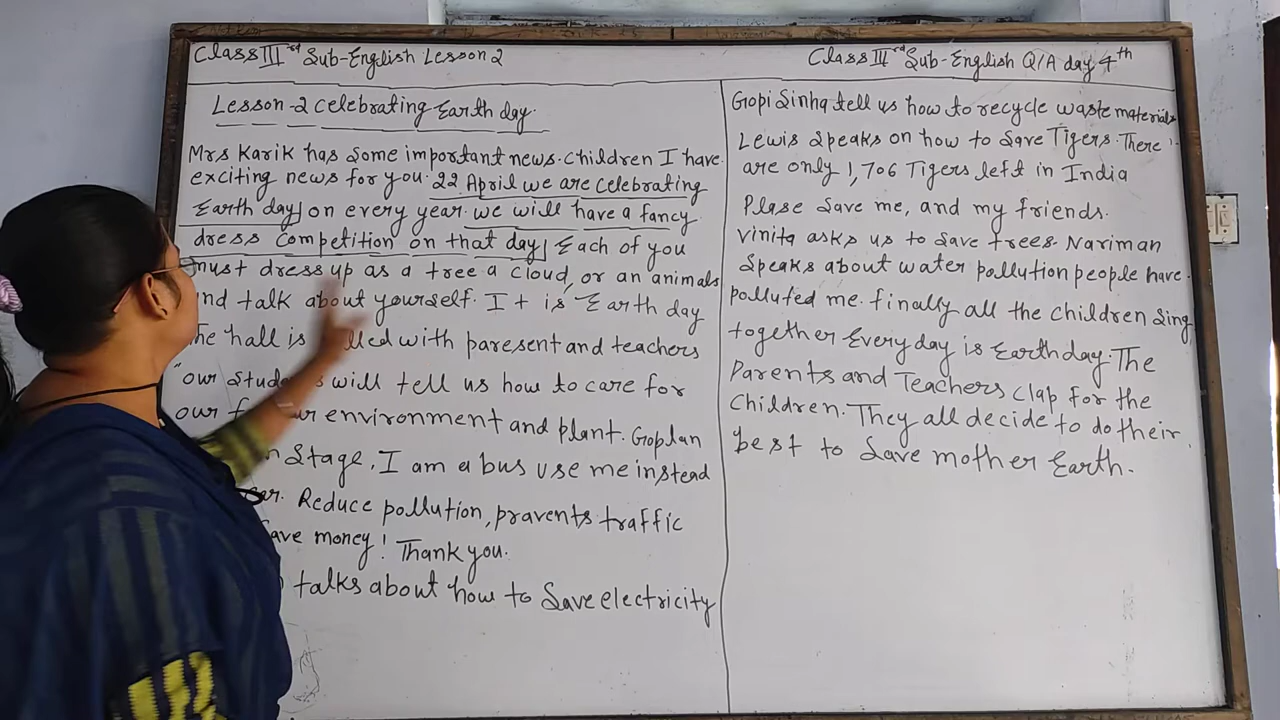 Class III rd Sub-English Lesson 2
Lesson-2 Celebrating Earth day.
Mrs Karik has some important news. children I have
exciting news for you. 22 April we are celebrating
Earth day on every year. we will have a fancy
dress competition on that day Each of you
must dress up as a tree a cloud, or an animals
and talk about yourself. It is Earth day
The hall is filled with paresent and teachers
"our students will tell us how to care for
our environment and plant. Goplan
Stage. I am a bus use me instead
car. Reduce pollution, pravents traffic
save money! Thank you.
talks about how to Save electricity
Class III rd Sub-English Q/A day 4th
Gopi Sinha tell us how to recycle waste materials
Lewis Speaks on how to Save Tigers. There
are only 1,706 Tigers left in India
Plase Save me, and my friends.
Vinita asks us to Save trees. Nariman
Speaks about water pollution people have
polluted me. finally all the children Sing
together Every day is Earth day. The
Parents and Teachers clap for the
Children. They all decide to do their
best to Save mother Earth.